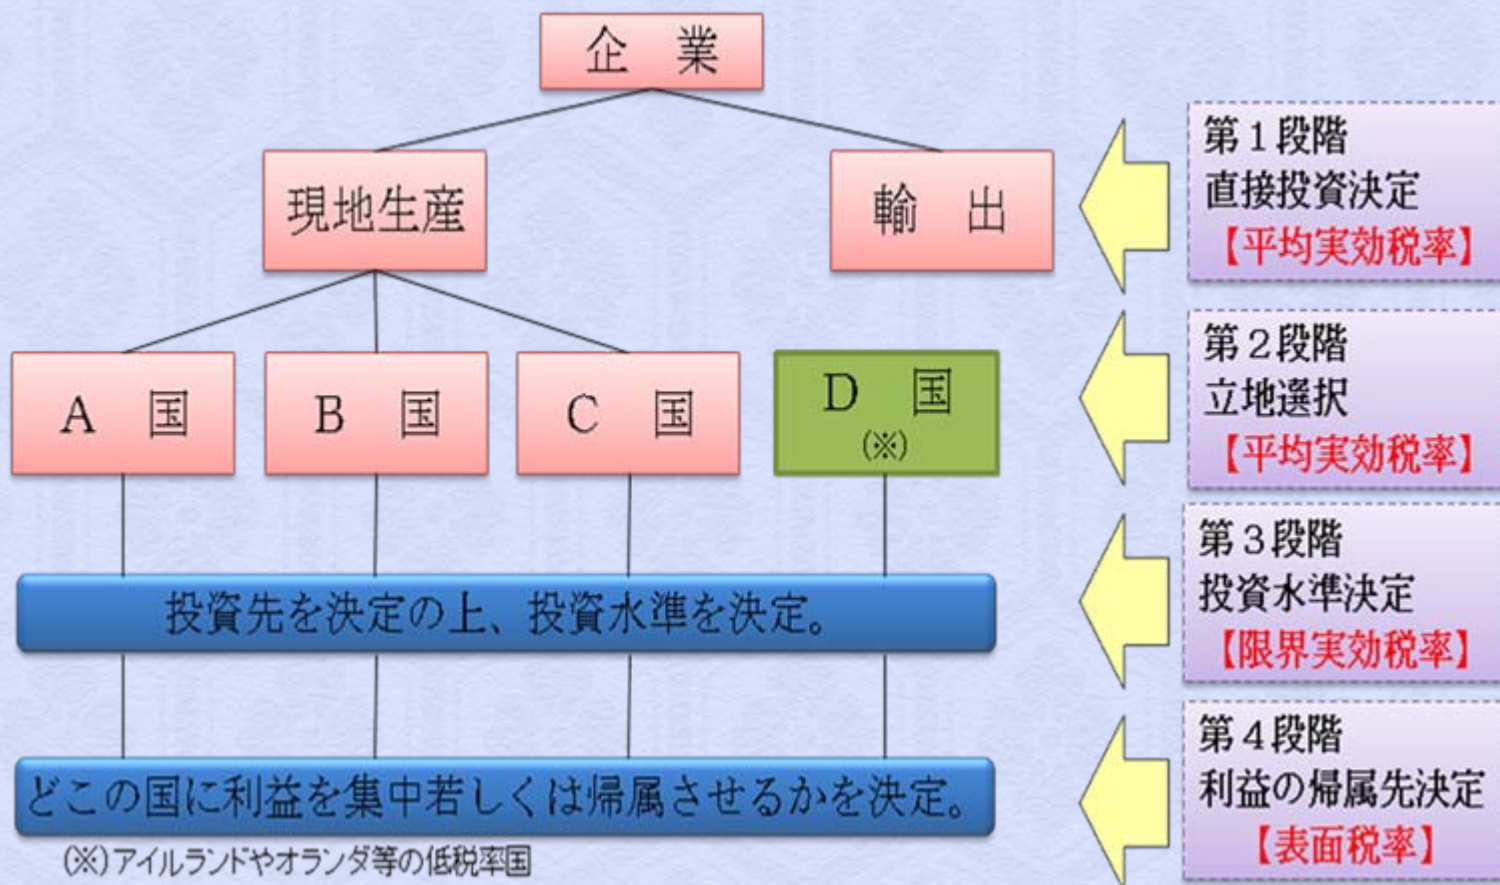 企　業
現地生産
輸　出
第１段階
直接投資決定
【平均実効税率】
A　国
B　国
C　国
D　国
(※)
第２段階
立地選択
【平均実効税率】
投資先を決定の上、投資水準を決定。
第３段階
投資水準決定
【限界実効税率】
どこの国に利益を集中若しくは帰属させるかを決定。
第４段階
利益の帰属先決定
【表面税率】
(※)アイルランドやオランダ等の低税率国